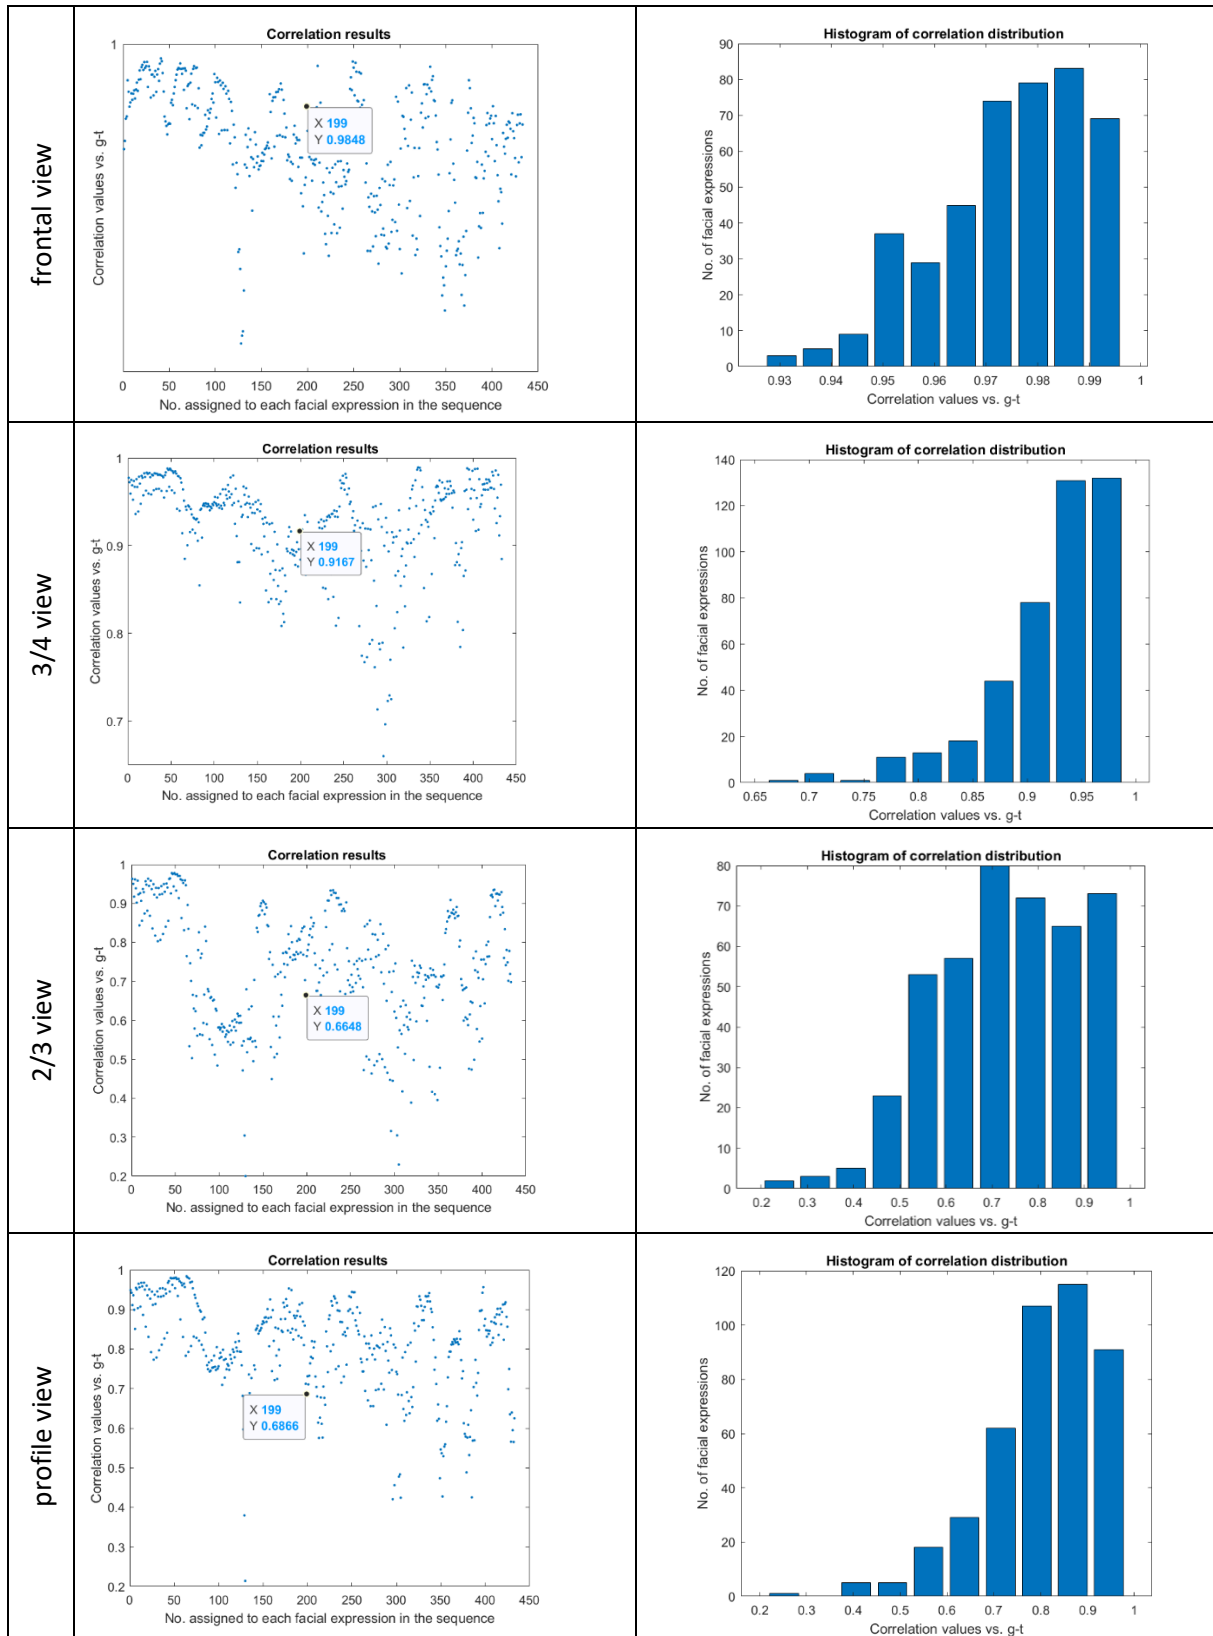 frontal view
Correlation results
Correlation values vs. g-t
1
X 199
Y 0.9848
0 50 100 150 200 250 300 350 400 450
No. assigned to each facial expression in the sequence
Histogram of correlation distribution
No. of facial expressions
90
80
70
60
50
40
30
20
10
0
0.93 0.94 0.95 0.96 0.97 0.98 0.99 1
Correlation values vs. g-t
3/4 view
Correlation results
Correlation values vs. g-t
1
0.9
0.8
0.7
X 199
Y 0.9167
0 50 100 150 200 250 300 350 400 450
No. assigned to each facial expression in the sequence
Histogram of correlation distribution
No. of facial expressions
140
120
100
80
60
40
20
0
0.65 0.7 0.75 0.8 0.85 0.9 0.95 1
Correlation values vs. g-t
2/3 view
Correlation results
Correlation values vs. g-t
1
0.9
0.8
0.7
0.6
0.5
0.4
0.3
0.2
X 199
Y 0.6648
0 50 100 150 200 250 300 350 400 450
No. assigned to each facial expression in the sequence
Histogram of correlation distribution
No. of facial expressions
80
70
60
50
40
30
20
10
0
0.2 0.3 0.4 0.5 0.6 0.7 0.8 0.9 1
Correlation values vs. g-t
profile view
Correlation results
Correlation values vs. g-t
1
0.9
0.8
0.7
0.6
0.5
0.4
0.3
0.2
X 199
Y 0.6866
0 50 100 150 200 250 300 350 400 450
No. assigned to each facial expression in the sequence
Histogram of correlation distribution
No. of facial expressions
120
100
80
60
40
20
0
0.2 0.3 0.4 0.5 0.6 0.7 0.8 0.9 1
Correlation values vs. g-t